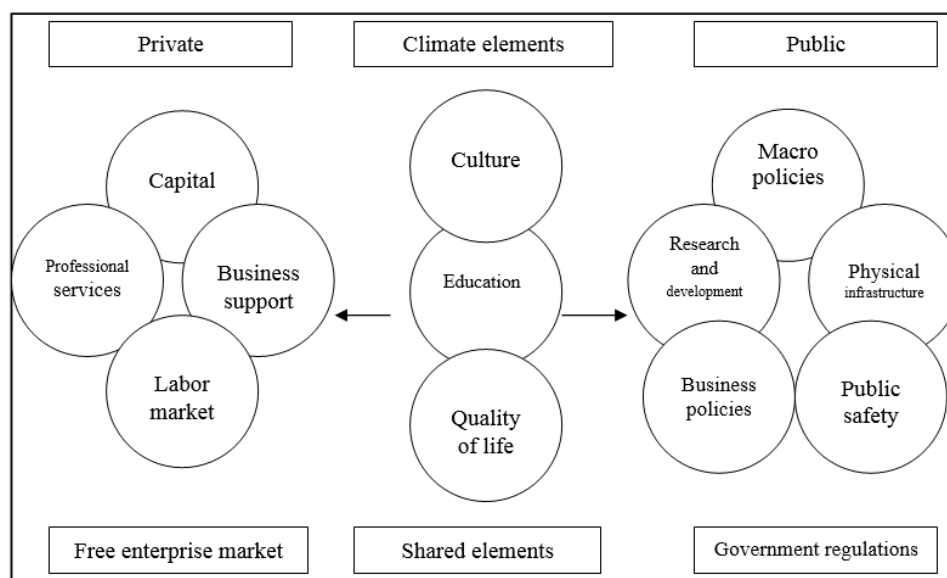 Private
Climate elements
Public
Capital
Professional
services
Business
support
Labor
market
Culture
Education
Quality
of life
Macro
policies
Research
and
development
Physical
infrastructure
Business
policies
Public
safety
Free enterprise market
Shared elements
Government regulations